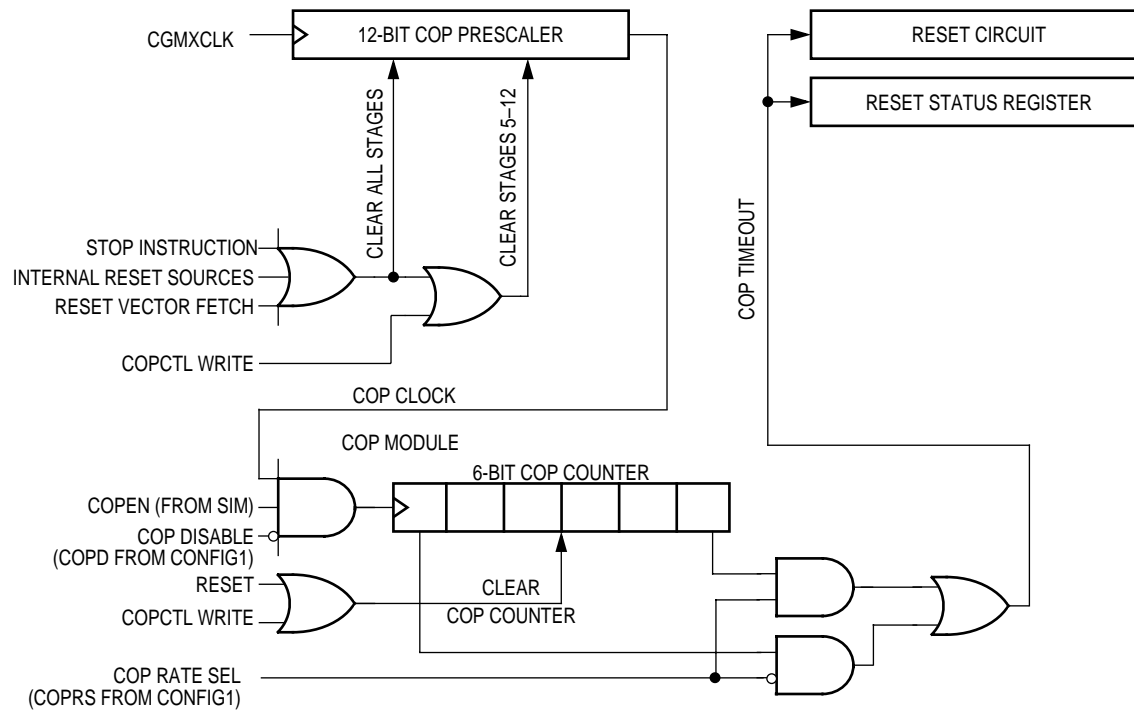 CGMXCLK
12-BIT COP PRESCALER
RESET CIRCUIT
RESET STATUS REGISTER
CLEAR ALL STAGES
CLEAR STAGES 5–12
COP TIMEOUT
STOP INSTRUCTION
INTERNAL RESET SOURCES
RESET VECTOR FETCH
COPCTL WRITE
COP CLOCK
COP MODULE
6-BIT COP COUNTER
COPEN (FROM SIM)
COP DISABLE
(COPD FROM CONFIG1)
RESET
COPCTL WRITE
CLEAR
COP COUNTER
COP RATE SEL
(COPRS FROM CONFIG1)